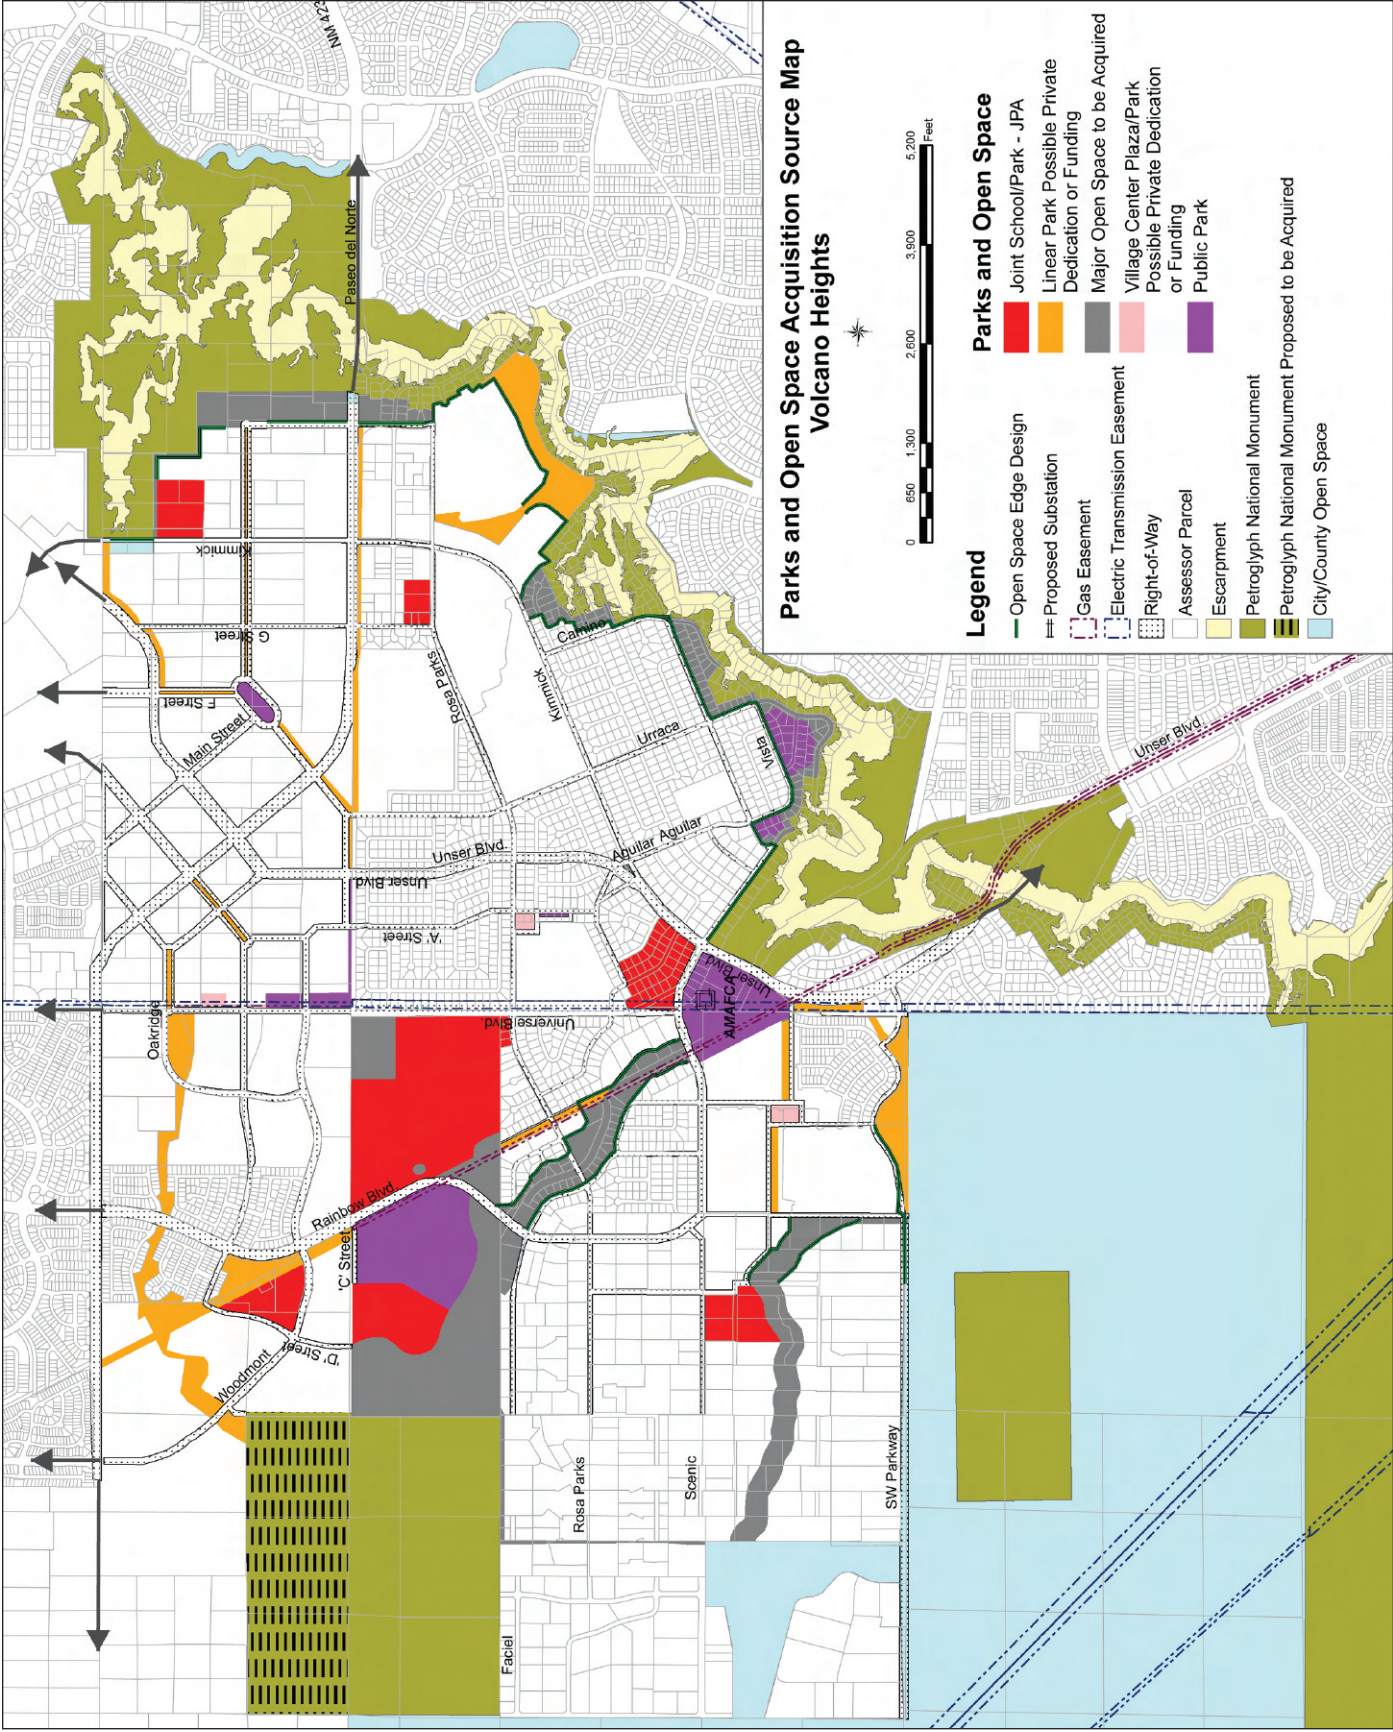 Parks and Open Space Acquisition Source Map
Volcano Heights
0
650
1,300
2,600
3,900
5,200
Feet
Legend
Open Space Edge Design
Proposed Substation
Gas Easement
Electric Transmission Easement
Right-of-Way
Assessor Parcel
Escarpment
Petroglyph National Monument
Petroglyph National Monument Proposed to be Acquired
City/County Open Space
Parks and Open Space
Joint School/Park - JPA
Linear Park Possible Private
Dedication or Funding
Major Open Space to be Acquired
Village Center Plaza/Park
Possible Private Dedication
or Funding
Public Park
NM 423
Paseo del Norte
Kimmick
G Street
F Street
Main Street
Rosa Parks
Kimmick
Camino
Urraca
Vista
Unser Blvd.
Unser Blvd
Aguilar Aguilar
'A' Street
Unser Blvd
Unser Blvd
AMAFCA
Oakridge
Universe Blvd.
Rainbow Blvd.
'C' Street
'D' Street
Woodmont
Rosa Parks
Scenic
SW Parkway
Faciel